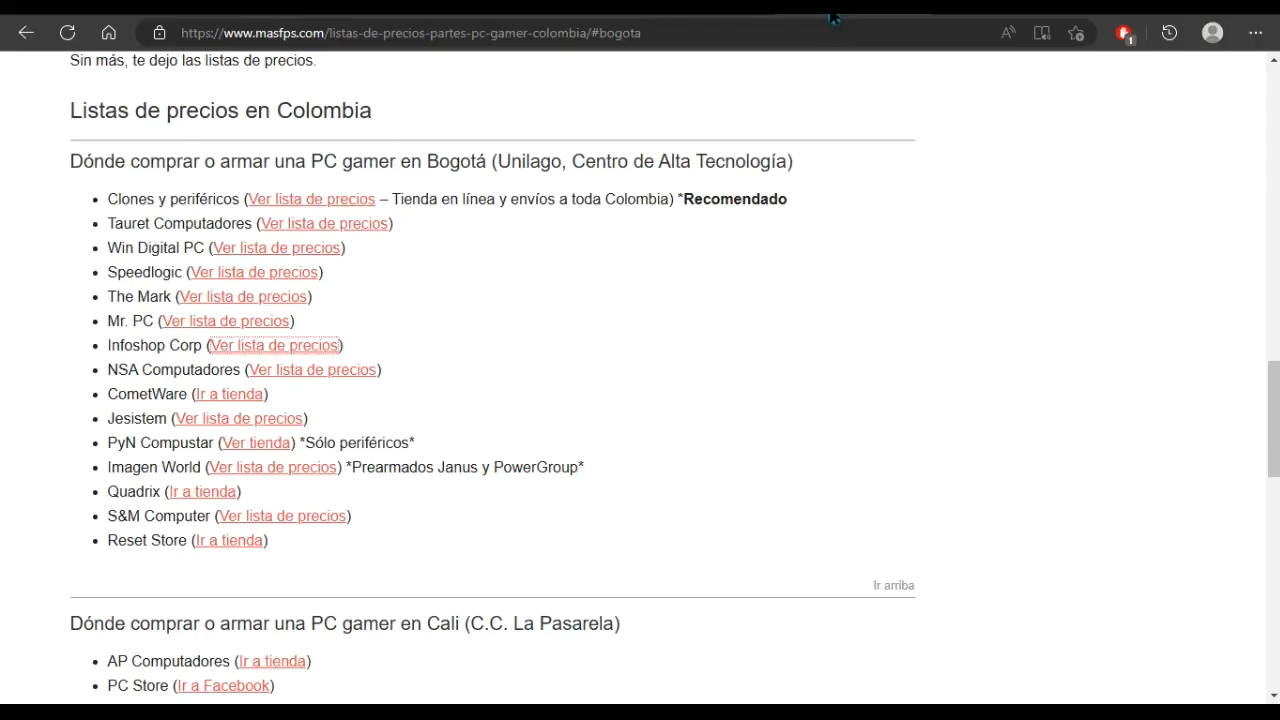 https://www.masfps.com/listas-de-precios-partes-pc-gamer-colombia/#bogota
1
Sin más, te dejo las listas de precios.
Listas de precios en Colombia
Dónde comprar o armar una PC gamer en Bogotá (Unilago, Centro de Alta Tecnología)
• Clones y periféricos (Ver lista de precios – Tienda en línea y envíos a toda Colombia) *Recomendado
• Tauret Computadores (Ver lista de precios)
• Win Digital PC (Ver lista de precios)
• Speedlogic (Ver lista de precios)
• The Mark (Ver lista de precios)
• Mr. PC (Ver lista de precios)
• Infoshop Corp (Ver lista de precios)
• NSA Computadores (Ver lista de precios)
• CometWare (Ir a tienda)
• Jesistem (Ver lista de precios)
• PyN Compustar (Ver tienda) *Sólo periféricos*
• Imagen World (Ver lista de precios) *Prearmados Janus y PowerGroup*
• Quadrix (Ir a tienda)
• S&M Computer (Ver lista de precios)
• Reset Store (Ir a tienda)
Ir arriba
Dónde comprar o armar una PC gamer en Cali (C.C. La Pasarela)
• AP Computadores (Ir a tienda)
• PC Store (Ir a Facebook)